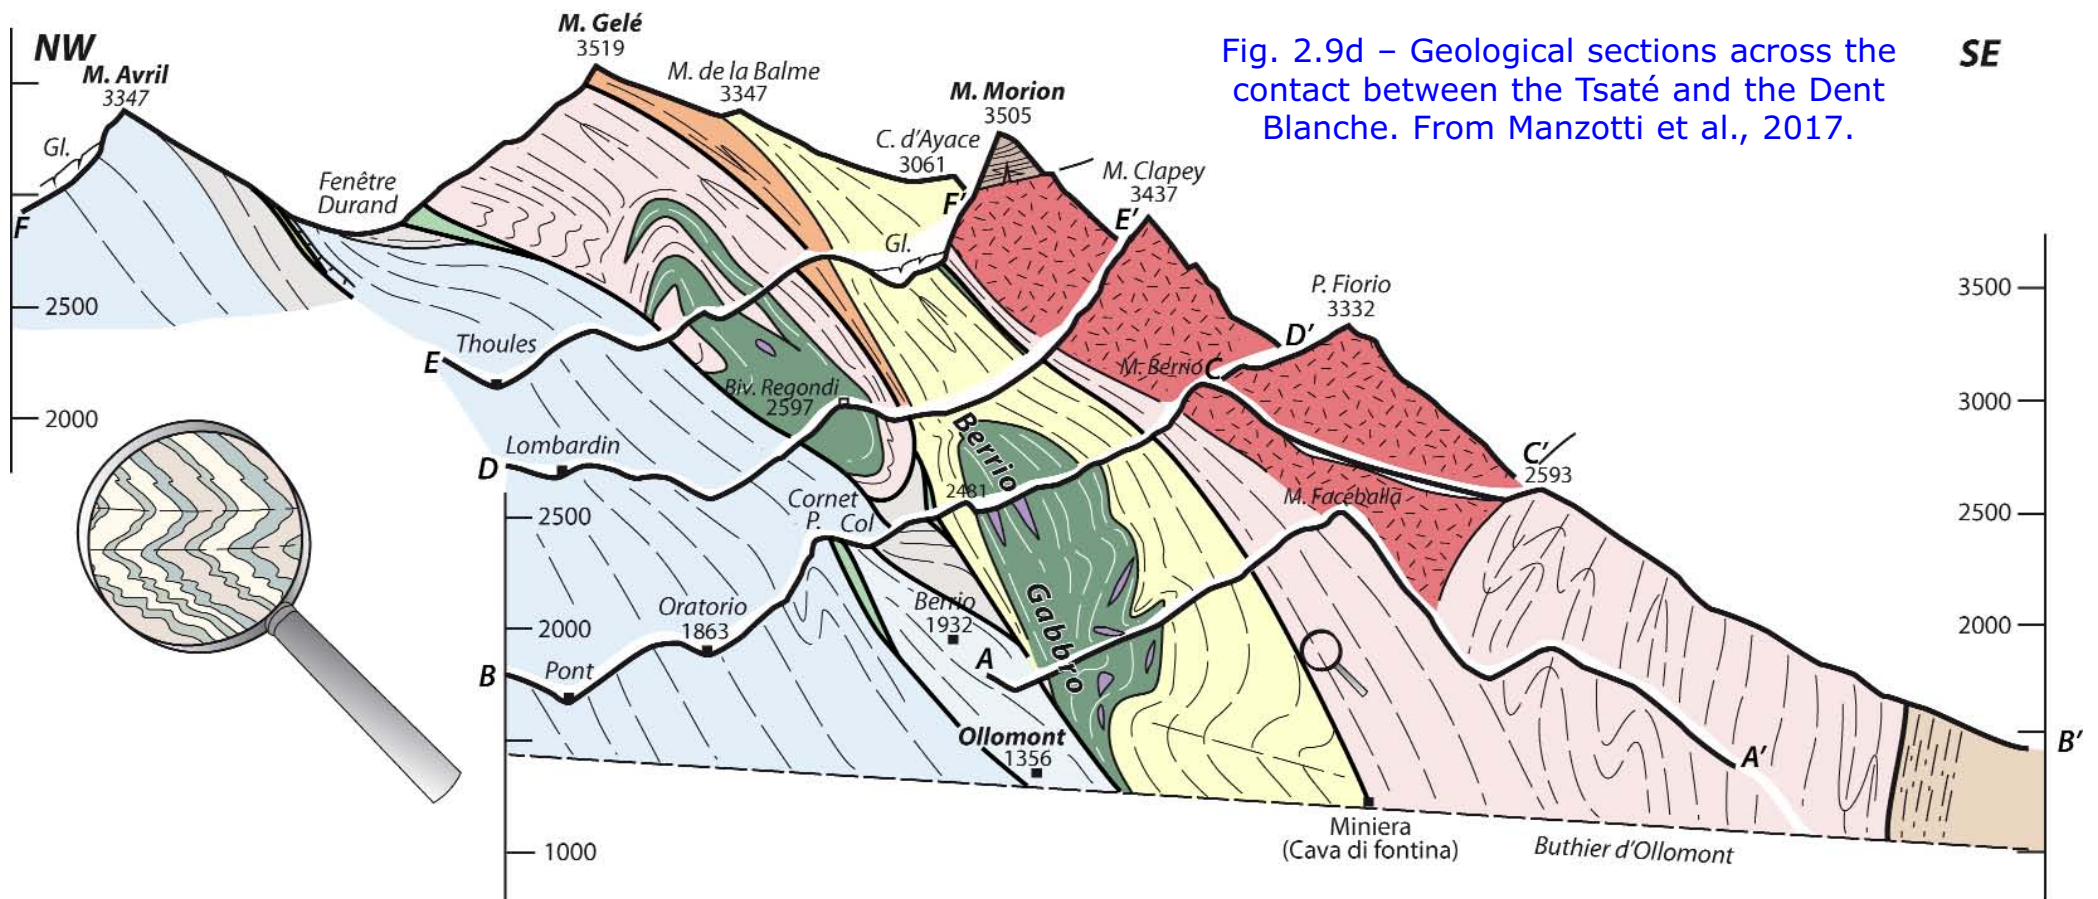 NW
M. Avril
3347
Gl.
F
Fenêtre
Durand
M. Gelé
3519
M. de la Balme
3347
C. d'Ayace
3061
F'
Gl.
M. Morion
3505
M. Clapey
3437
E'
Fig. 2.9d – Geological sections across the
contact between the Tsaté and the Dent
Blanche. From Manzotti et al., 2017.
SE
P. Fiorio
3332
D'
M. Berrio
C
C'
2593
M. Faceballa
2500
2000
E
Thoules
Biv. Regondi
2597
D
Lombardin
Cornet
P. Col
2481
Berrio
Gabbro
2500
2000
1000
Oratorio
1863
B
Pont
Berrio
1932
A
Ollomont
1356
A'
B'
Miniera
(Cava di fontina)
Buthier d'Ollomont
3500
3000
2500
2000